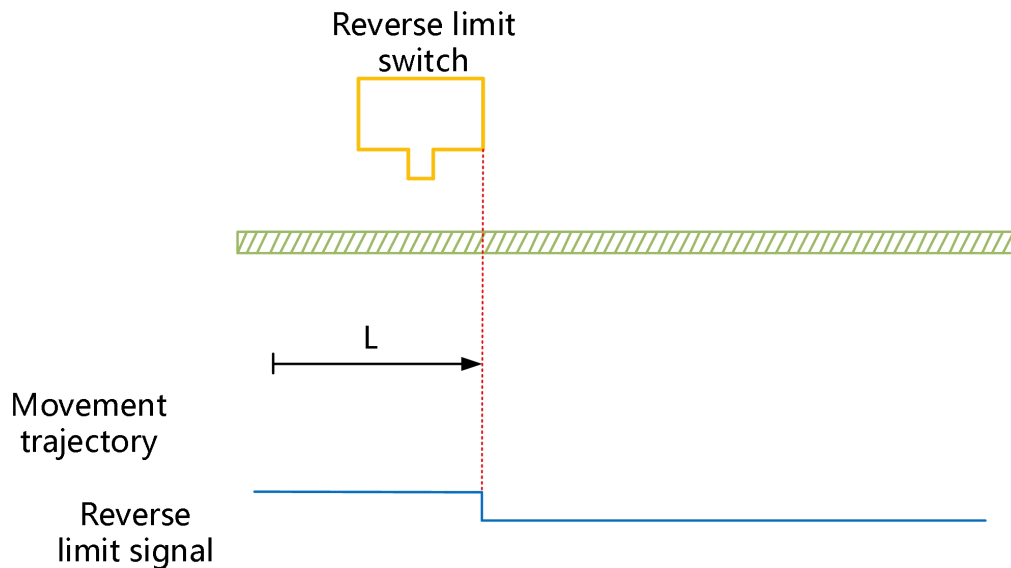 Reverse limit
switch
L
Movement
trajectory
Reverse
limit signal